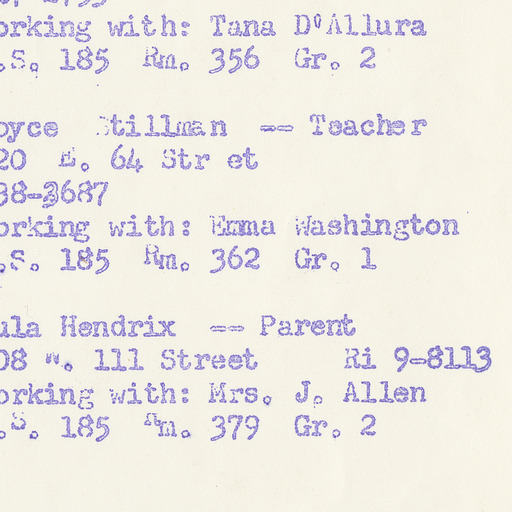 orking with: Tana D'Allura
.S. 185 Rm. 356 Gr. 2
oyce Stillman -- Teacher
20 E. 64 Str et
38-3687
orking with: Emma Washington
.S. 185 Rm. 362 Gr. 1
ula Hendrix -- Parent
08 W. 111 Street Ri 9-8113
orking with: Mrs. J. Allen
.S. 185 Rm. 379 Gr. 2